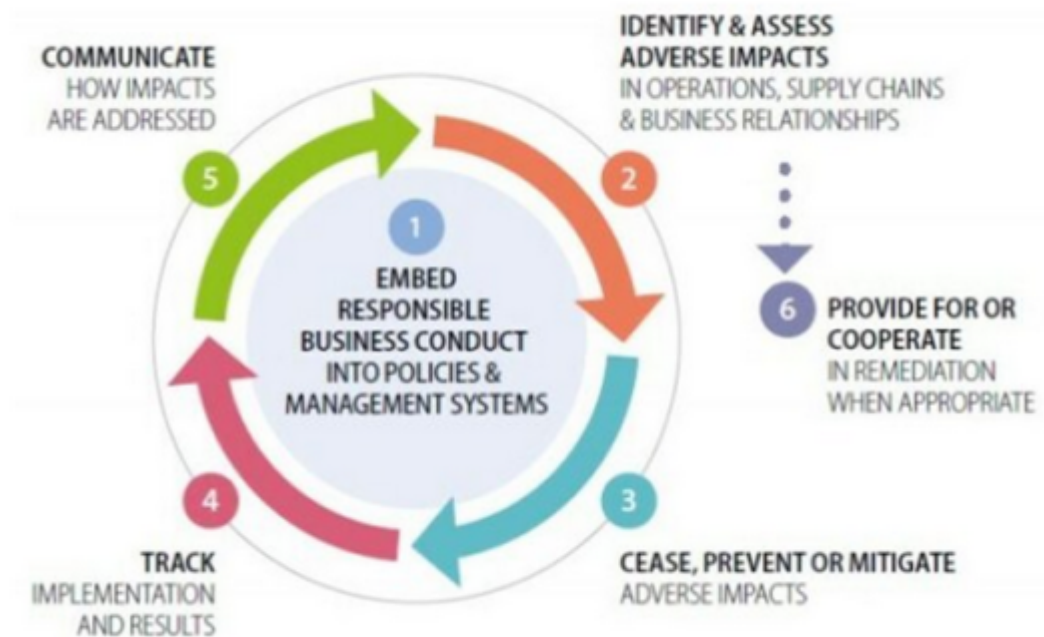 1
EMBED
RESPONSIBLE
BUSINESS CONDUCT
INTO POLICIES &
MANAGEMENT SYSTEMS
IDENTIFY & ASSESS
ADVERSE IMPACTS
IN OPERATIONS, SUPPLY CHAINS
& BUSINESS RELATIONSHIPS
2
3
CEASE, PREVENT OR MITIGATE
ADVERSE IMPACTS
4
TRACK
IMPLEMENTATION
AND RESULTS
COMMUNICATE
HOW IMPACTS
ARE ADDRESSED
5
6
PROVIDE FOR OR
COOPERATE
IN REMEDIATION
WHEN APPROPRIATE